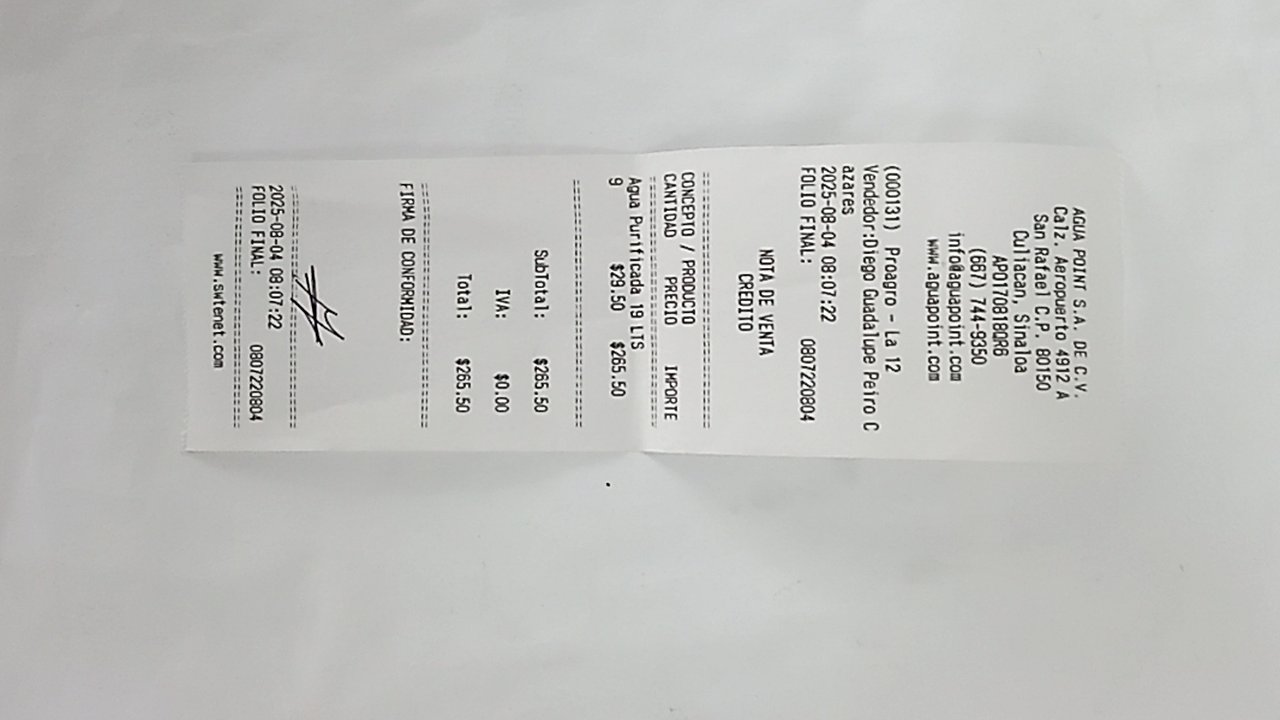 AGUA POINT S.A. DE C.V.
Calz. Aeropuerto 4912 A
San Rafael C.P. 80150
Culiacan, Sinaloa
APO170818QR6
(667) 744-9350
info@aguapoint.com
www.aguapoint.com
(000131) Proagro - La 12
Vendedor:Diego Guadalupe Peiro C
azares
2025-08-04 08:07:22
FOLIO FINAL: 0807220804
NOTA DE VENTA
CREDITO
CONCEPTO / PRODUCTO
CANTIDAD PRECIO IMPORTE
Agua Purificada 19 LTS
9 $29.50 $265.50
SubTotal: $265.50
IVA: $0.00
Total: $265.50
FIRMA DE CONFORMIDAD:
2025-08-04 08:07:22
FOLIO FINAL: 0807220804
www.swtenet.com